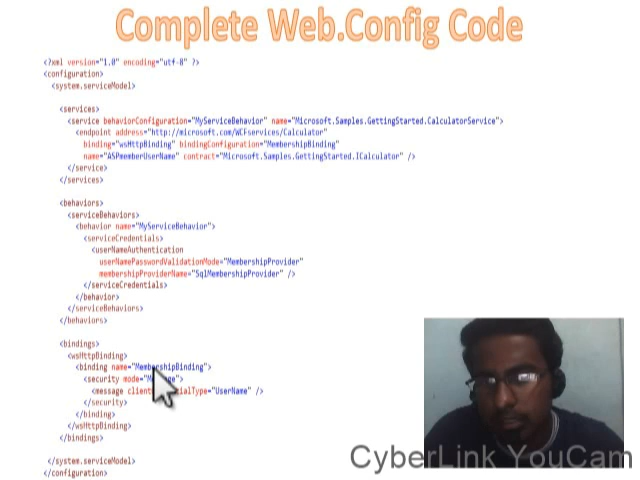 Complete Web.Config Code
<?xml version="1.0" encoding="utf-8" ?>
<configuration>
<system.serviceModel>
<services>
<service behaviorConfiguration="MyServiceBehavior" name="Microsoft.Samples.GettingStarted.CalculatorService">
<endpoint address="http://microsoft.com/WCFservices/Calculator"
binding="wsHttpBinding" bindingConfiguration="MembershipBinding"
name="ASPmemberUserName" contract="Microsoft.Samples.GettingStarted.ICalculator" />
</service>
</services>
<behaviors>
<serviceBehaviors>
<behavior name="MyServiceBehavior">
<serviceCredentials>
<userNameAuthentication
userNamePasswordValidationMode="MembershipProvider"
membershipProviderName="SqlMembershipProvider" />
</serviceCredentials>
</behavior>
</serviceBehaviors>
</behaviors>
<bindings>
<wsHttpBinding>
<binding name="MembershipBinding">
<security
<message "UserName" />
</security>
</binding>
</wsHttpBinding>
</bindings>
</system.serviceModel>
</configuration>
CyberLink YouCam